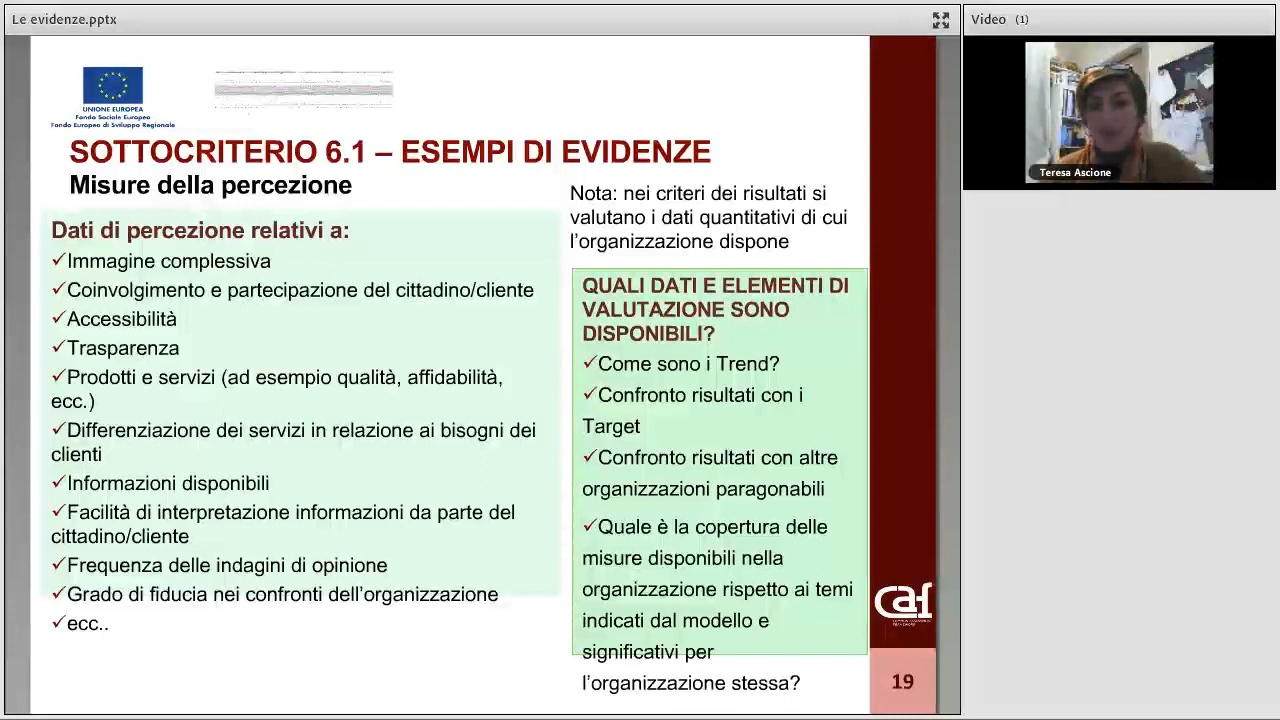 Le evidenze.pptx
Video (1)
Teresa Ascione
UNIONE EUROPEA
Fondo Sociale Europeo
Fondo Europeo di Sviluppo Regionale
SOTTOCRITERIO 6.1 – ESEMPI DI EVIDENZE
Misure della percezione
Dati di percezione relativi a:
✓Immagine complessiva
✓Coinvolgimento e partecipazione del cittadino/cliente
✓Accessibilità
✓Trasparenza
✓Prodotti e servizi (ad esempio qualità, affidabilità,
ecc.)
✓Differenziazione dei servizi in relazione ai bisogni dei
clienti
✓Informazioni disponibili
✓Facilità di interpretazione informazioni da parte del
cittadino/cliente
✓Frequenza delle indagini di opinione
✓Grado di fiducia nei confronti dell’organizzazione
✓ecc..
Nota: nei criteri dei risultati si
valutano i dati quantitativi di cui
l’organizzazione dispone
QUALI DATI E ELEMENTI DI
VALUTAZIONE SONO
DISPONIBILI?
✓Come sono i Trend?
✓Confronto risultati con i
Target
✓Confronto risultati con altre
organizzazioni paragonabili
✓Quale è la copertura delle
misure disponibili nella
organizzazione rispetto ai temi
indicati dal modello e
significativi per
l’organizzazione stessa?
caf
19